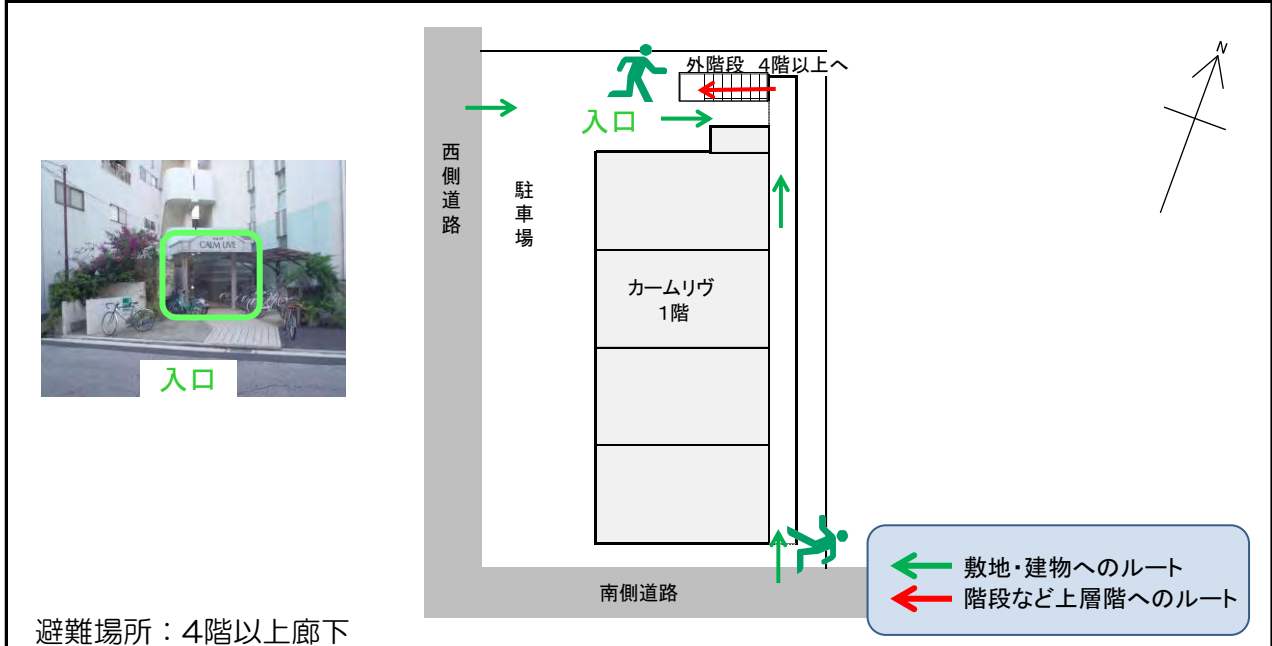 外階段 4階以上へ
N
入口
西側道路
駐車場
CALM LIVE
カームリヴ
1階
入口
敷地・建物へのルート
階段など上層階へのルート
南側道路
避難場所：4階以上廊下